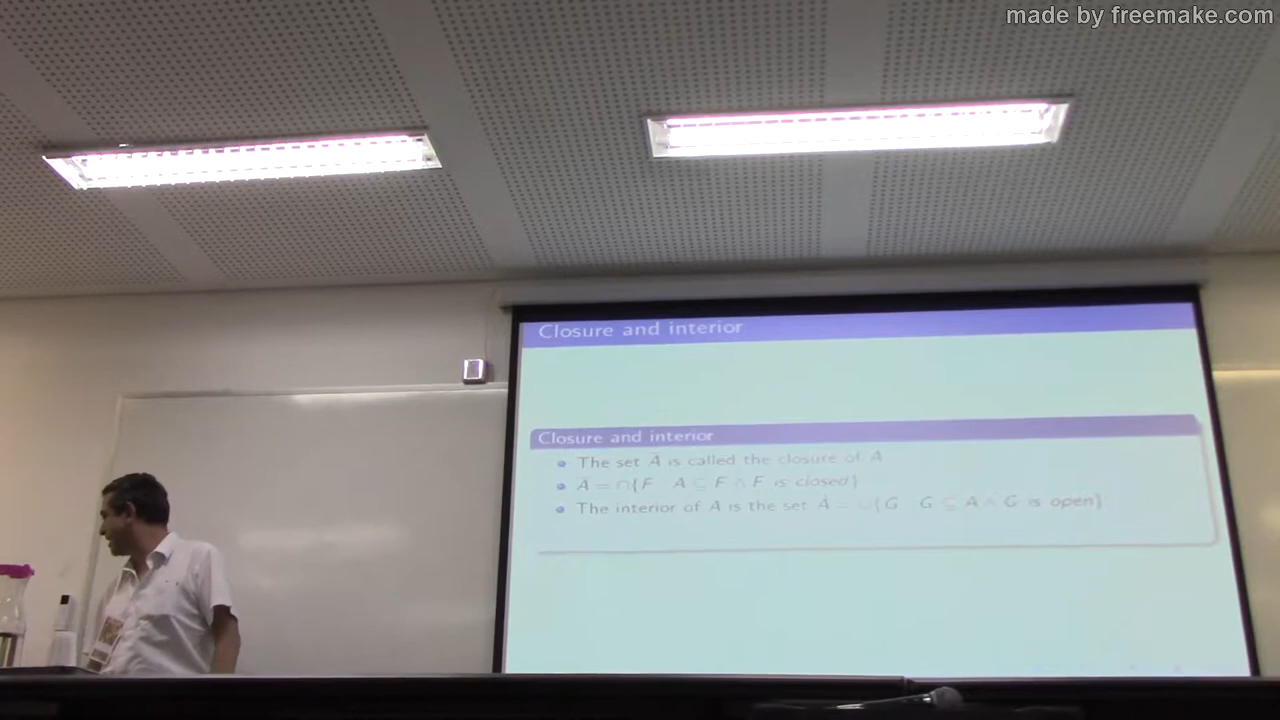 made by freemake.com
Closure and interior
Closure and interior
The set Ā is called the closure of A
Ā = ∩{F A ⊆ F ∧ F is closed}
The interior of A is the set Å = ∪{G G ⊆ A ∧ G is open}